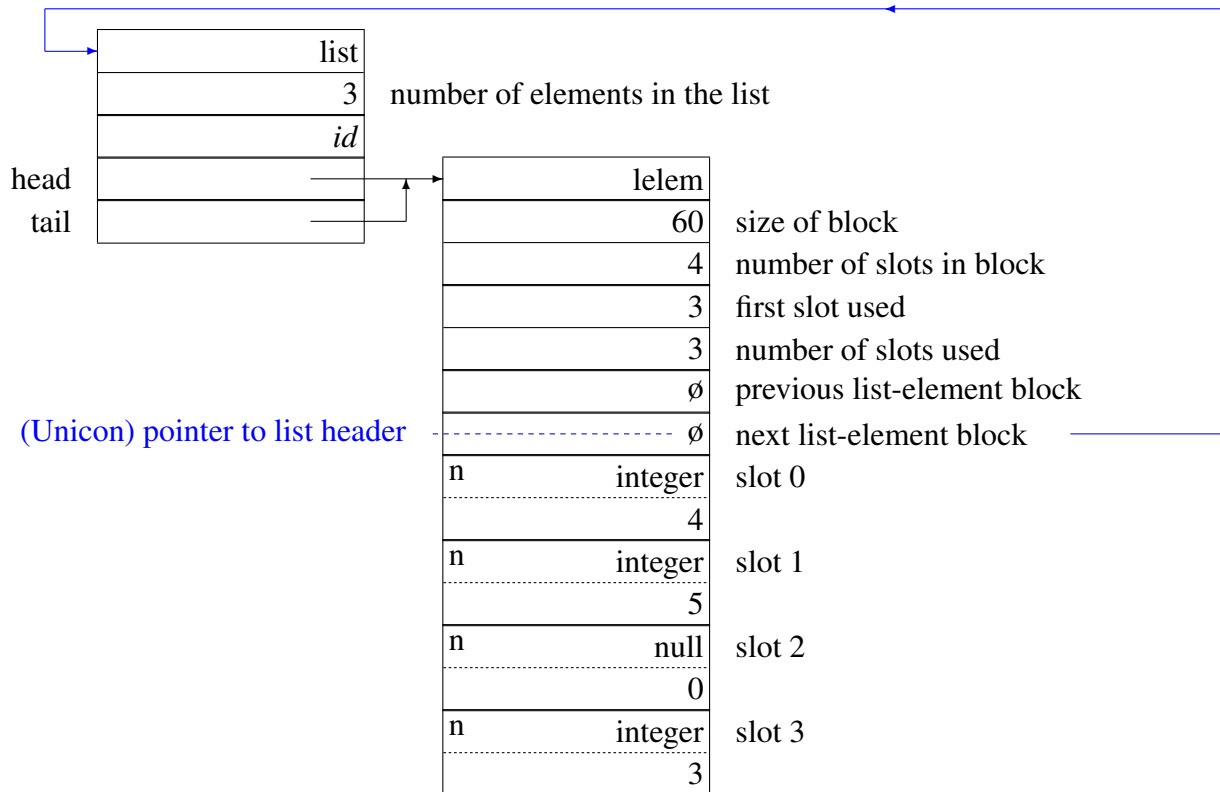 list
3 number of elements in the list
id
head lelem
tail 60 size of block
4 number of slots in block
3 first slot used
3 number of slots used
ø previous list-element block
(Unicon) pointer to list header ø next list-element block
n integer slot 0
4
n integer slot 1
5
n null slot 2
0
n integer slot 3
3